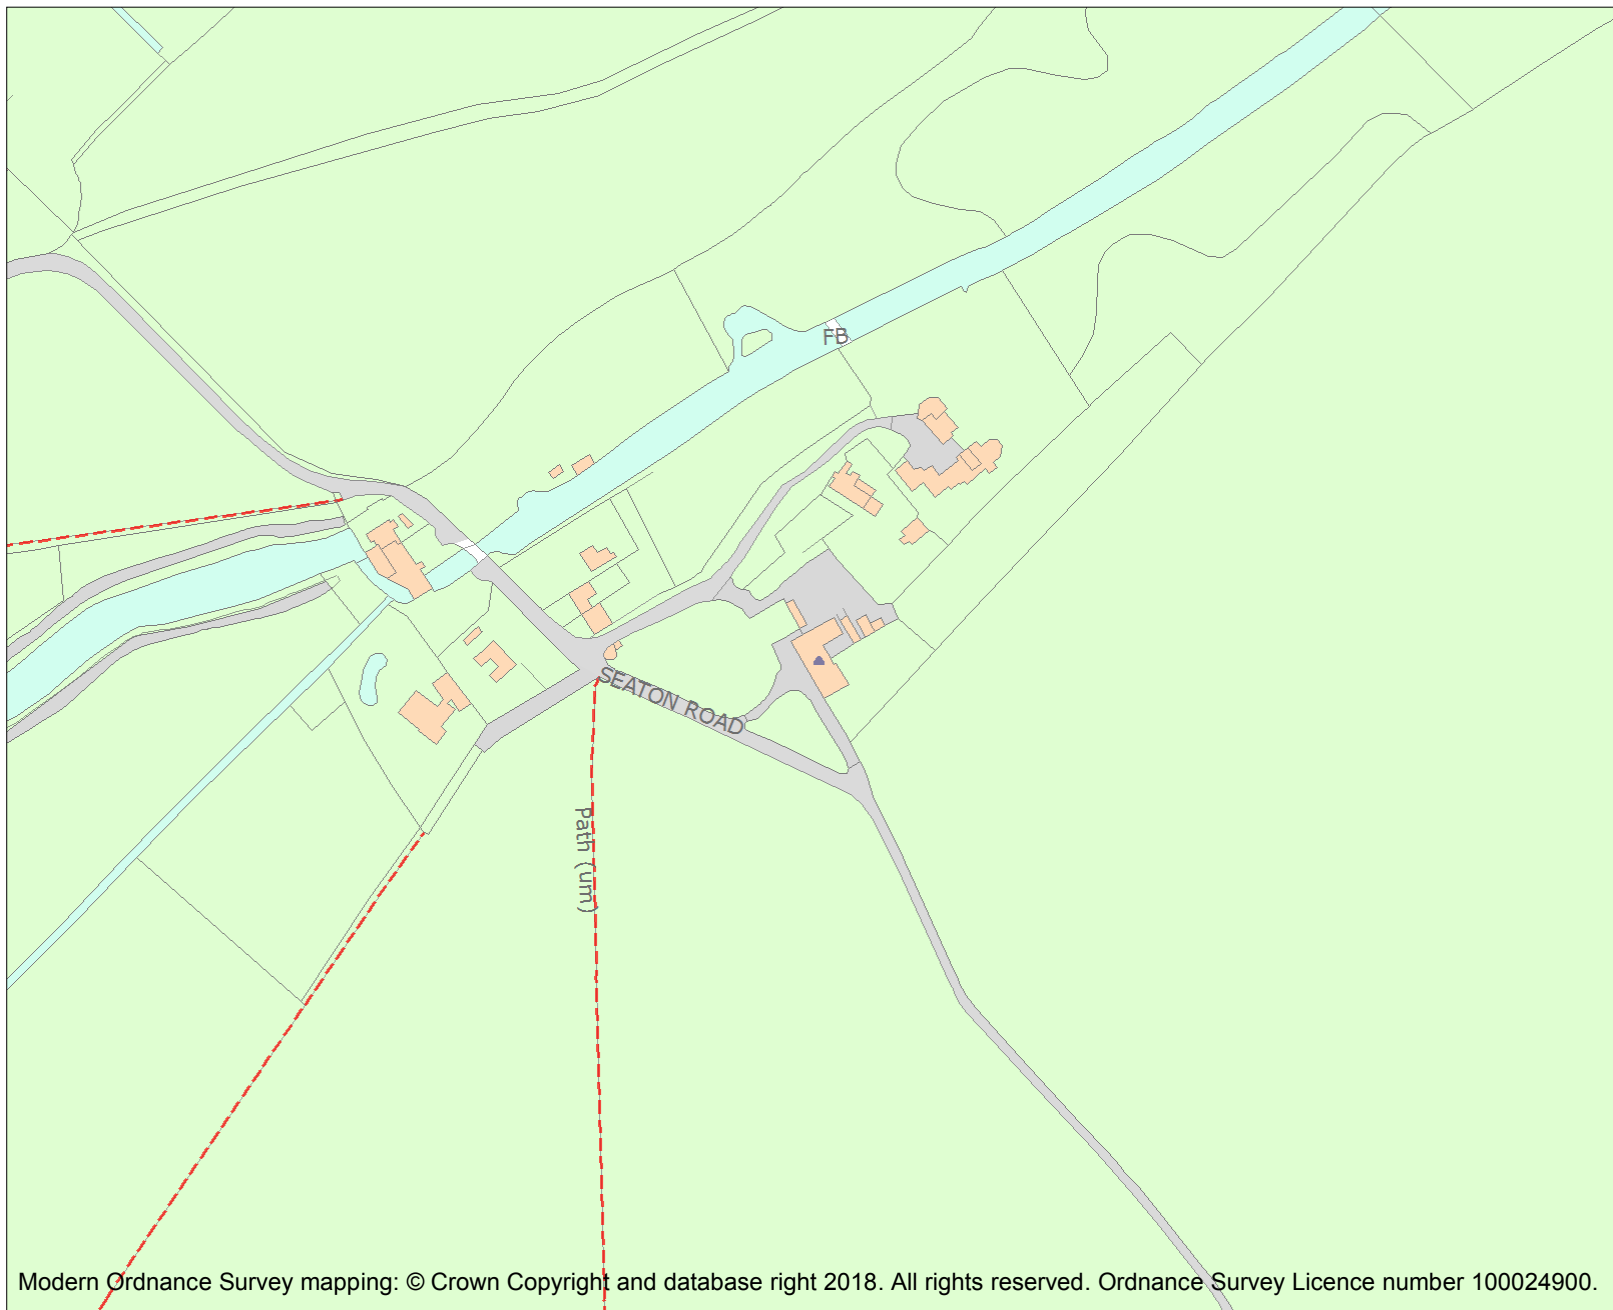 FB
SEATON ROAD
Path (um)
Modern Ordnance Survey mapping: © Crown Copyright and database right 2018. All rights reserved. Ordnance Survey Licence number 100024900.